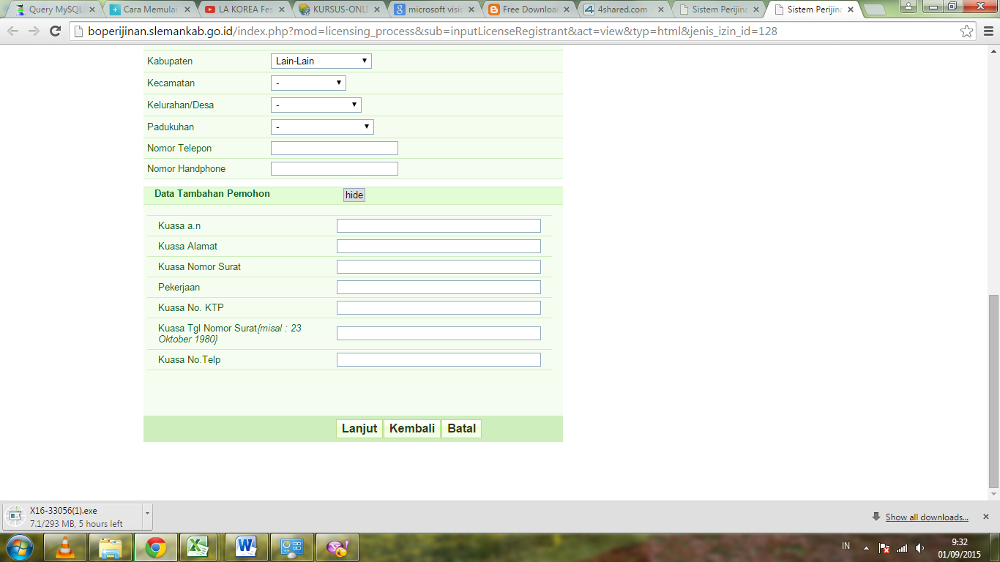 Query MySQL
Cara Memulai
LA KOREA Fes
KURSUS-ONLI
microsoft visi
Free Downloa
4shared.com -
Sistem Perijina
Sistem Perijina
boperijinan.slemankab.go.id/index.php?mod=licensing_process&sub=inputLicenseRegistrant&act=view&typ=html&jenis_izin_id=128
Kabupaten Lain-Lain
Kecamatan -
Kelurahan/Desa -
Padukuhan -
Nomor Telepon
Nomor Handphone
Data Tambahan Pemohon hide
Kuasa a.n
Kuasa Alamat
Kuasa Nomor Surat
Pekerjaan
Kuasa No. KTP
Kuasa Tgl Nomor Surat{misal : 23
Oktober 1980}
Kuasa No.Telp
Lanjut Kembali Batal
X16-33056(1).exe
7.1/293 MB, 5 hours left
Show all downloads...
IN
9:32
01/09/2015